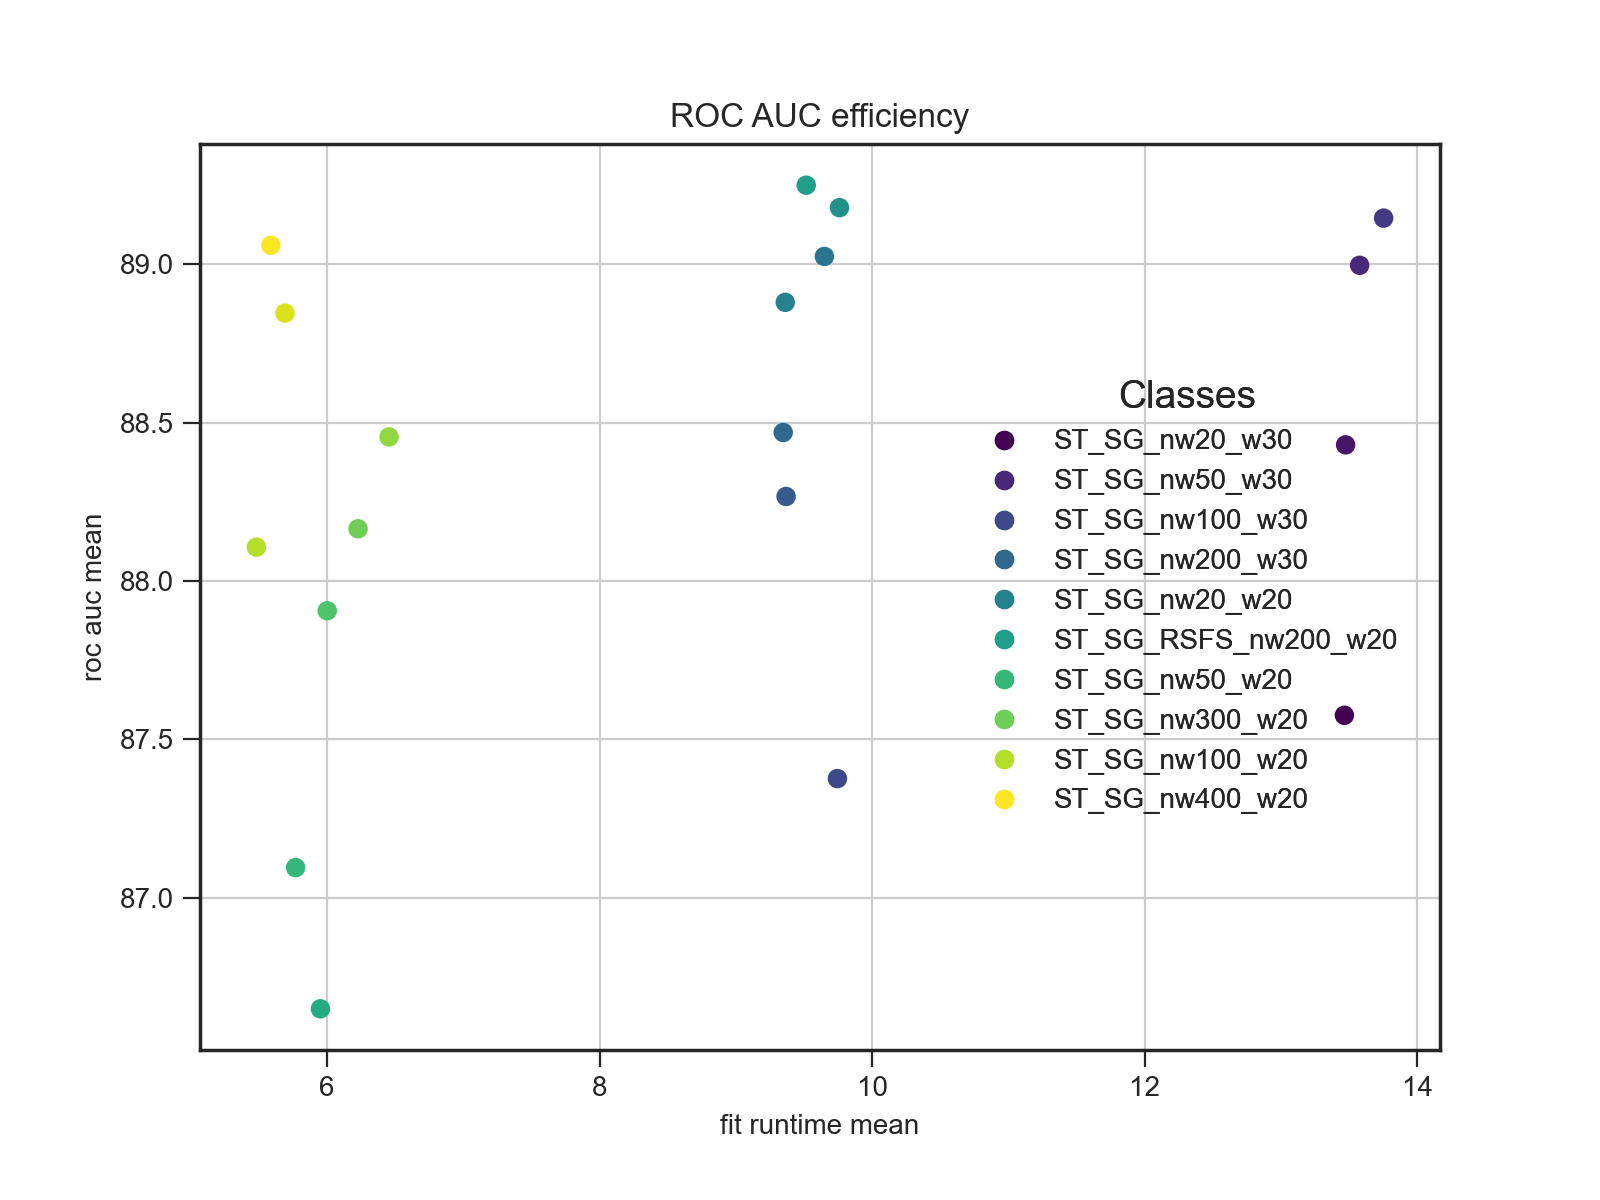 ROC AUC efficiency
89.0
88.5
88.0
87.5
87.0
roc auc mean
Classes
ST_SG_nw20_w30
ST_SG_nw50_w30
ST_SG_nw100_w30
ST_SG_nw200_w30
ST_SG_nw20_w20
ST_SG_RSFS_nw200_w20
ST_SG_nw50_w20
ST_SG_nw300_w20
ST_SG_nw100_w20
ST_SG_nw400_w20
6 8 10 12 14
fit runtime mean